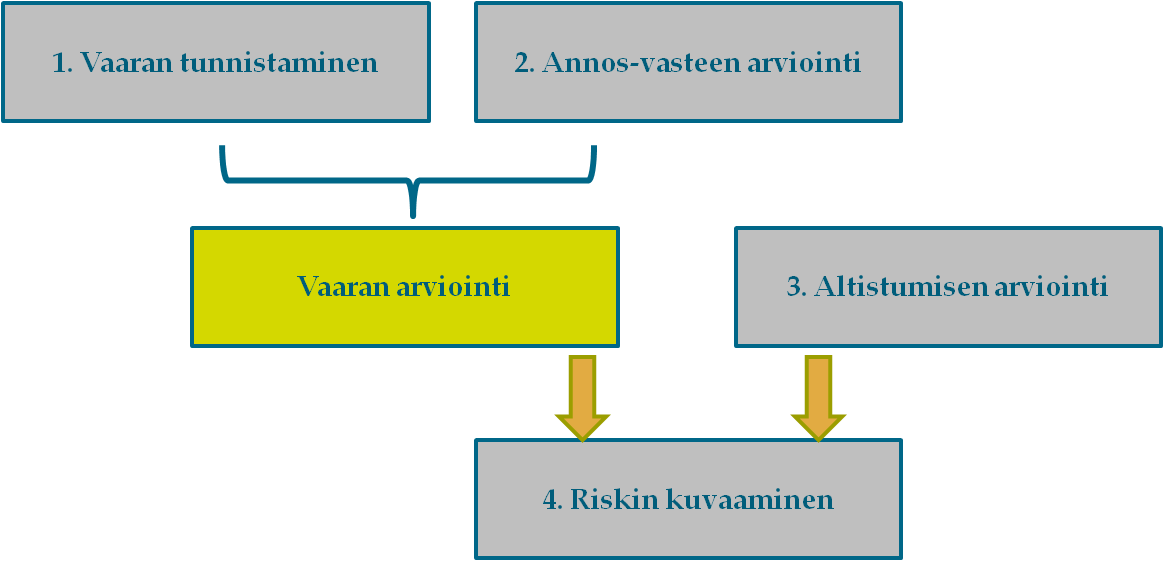 1. Vaaran tunnistaminen
2. Annos-vasteen arviointi
Vaaran arviointi
3. Altistumisen arviointi
4. Riskin kuvaaminen